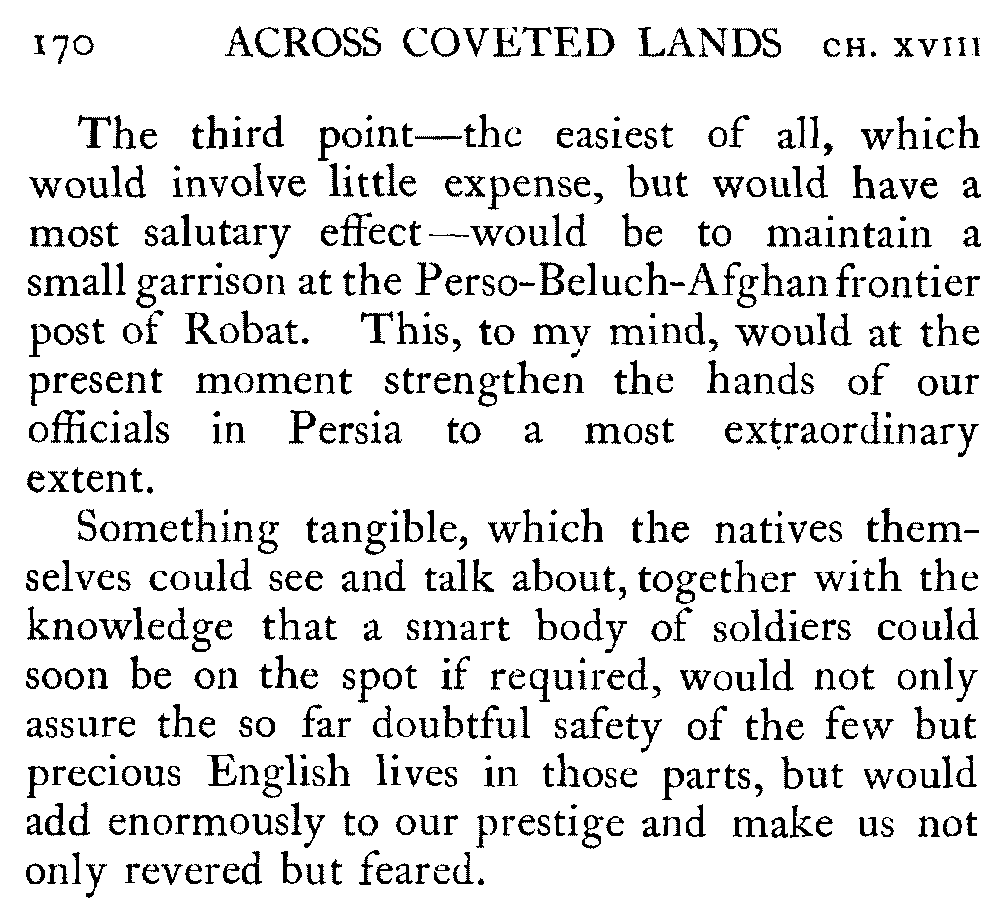 170 ACROSS COVETED LANDS CH. XVIII
The third point—the easiest of all, which
would involve little expense, but would have a
most salutary effect—would be to maintain a
small garrison at the Perso-Beluch-Afghan frontier
post of Robat. This, to my mind, would at the
present moment strengthen the hands of our
officials in Persia to a most extraordinary
extent.
Something tangible, which the natives them-
selves could see and talk about, together with the
knowledge that a smart body of soldiers could
soon be on the spot if required, would not only
assure the so far doubtful safety of the few but
precious English lives in those parts, but would
add enormously to our prestige and make us not
only revered but feared.